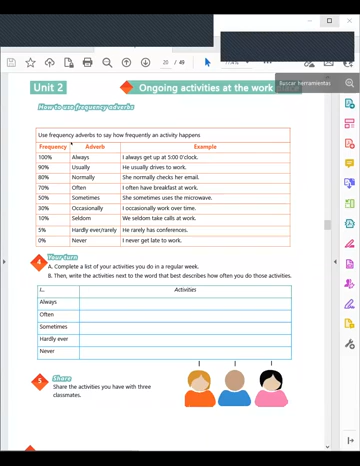 20 / 49
Buscar herramientas
Unit 2
Ongoing activities at the work
How to use frequency adverbs
Use frequency adverbs to say how frequently an activity happens
Frequency Adverb Example
100% Always I always get up at 5:00 O'clock.
90% Usually He usually drives to work.
80% Normally She normally checks her email.
70% Often I often have breakfast at work.
50% Sometimes She sometimes uses the microwave.
30% Occasionally I occasionally work over time.
10% Seldom We seldom take calls at work.
5% Hardly ever/rarely He rarely has conferences.
0% Never I never get late to work.
4 Your turn
A. Complete a list of your activities you do in a regular week.
B. Then, write the activities next to the word that best describes how often you do those activities.
I... Activities
Always
Often
Sometimes
Hardly ever
Never
5 Share
Share the activities you have with three
classmates.